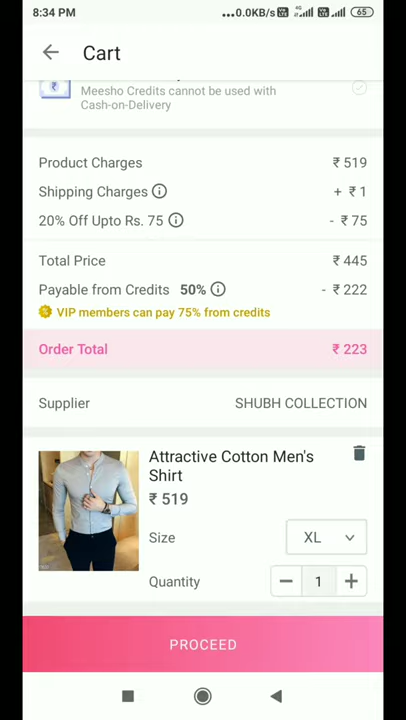 8:34 PM
...0.0KB/s
4G
65
Cart
Meesho Credits cannot be used with
Cash-on-Delivery
Product Charges ₹ 519
Shipping Charges + ₹ 1
20% Off Upto Rs. 75 - ₹ 75
Total Price ₹ 445
Payable from Credits 50% - ₹ 222
VIP members can pay 75% from credits
Order Total ₹ 223
Supplier SHUBH COLLECTION
Attractive Cotton Men's
Shirt
₹ 519
Size XL
Quantity 1
PROCEED